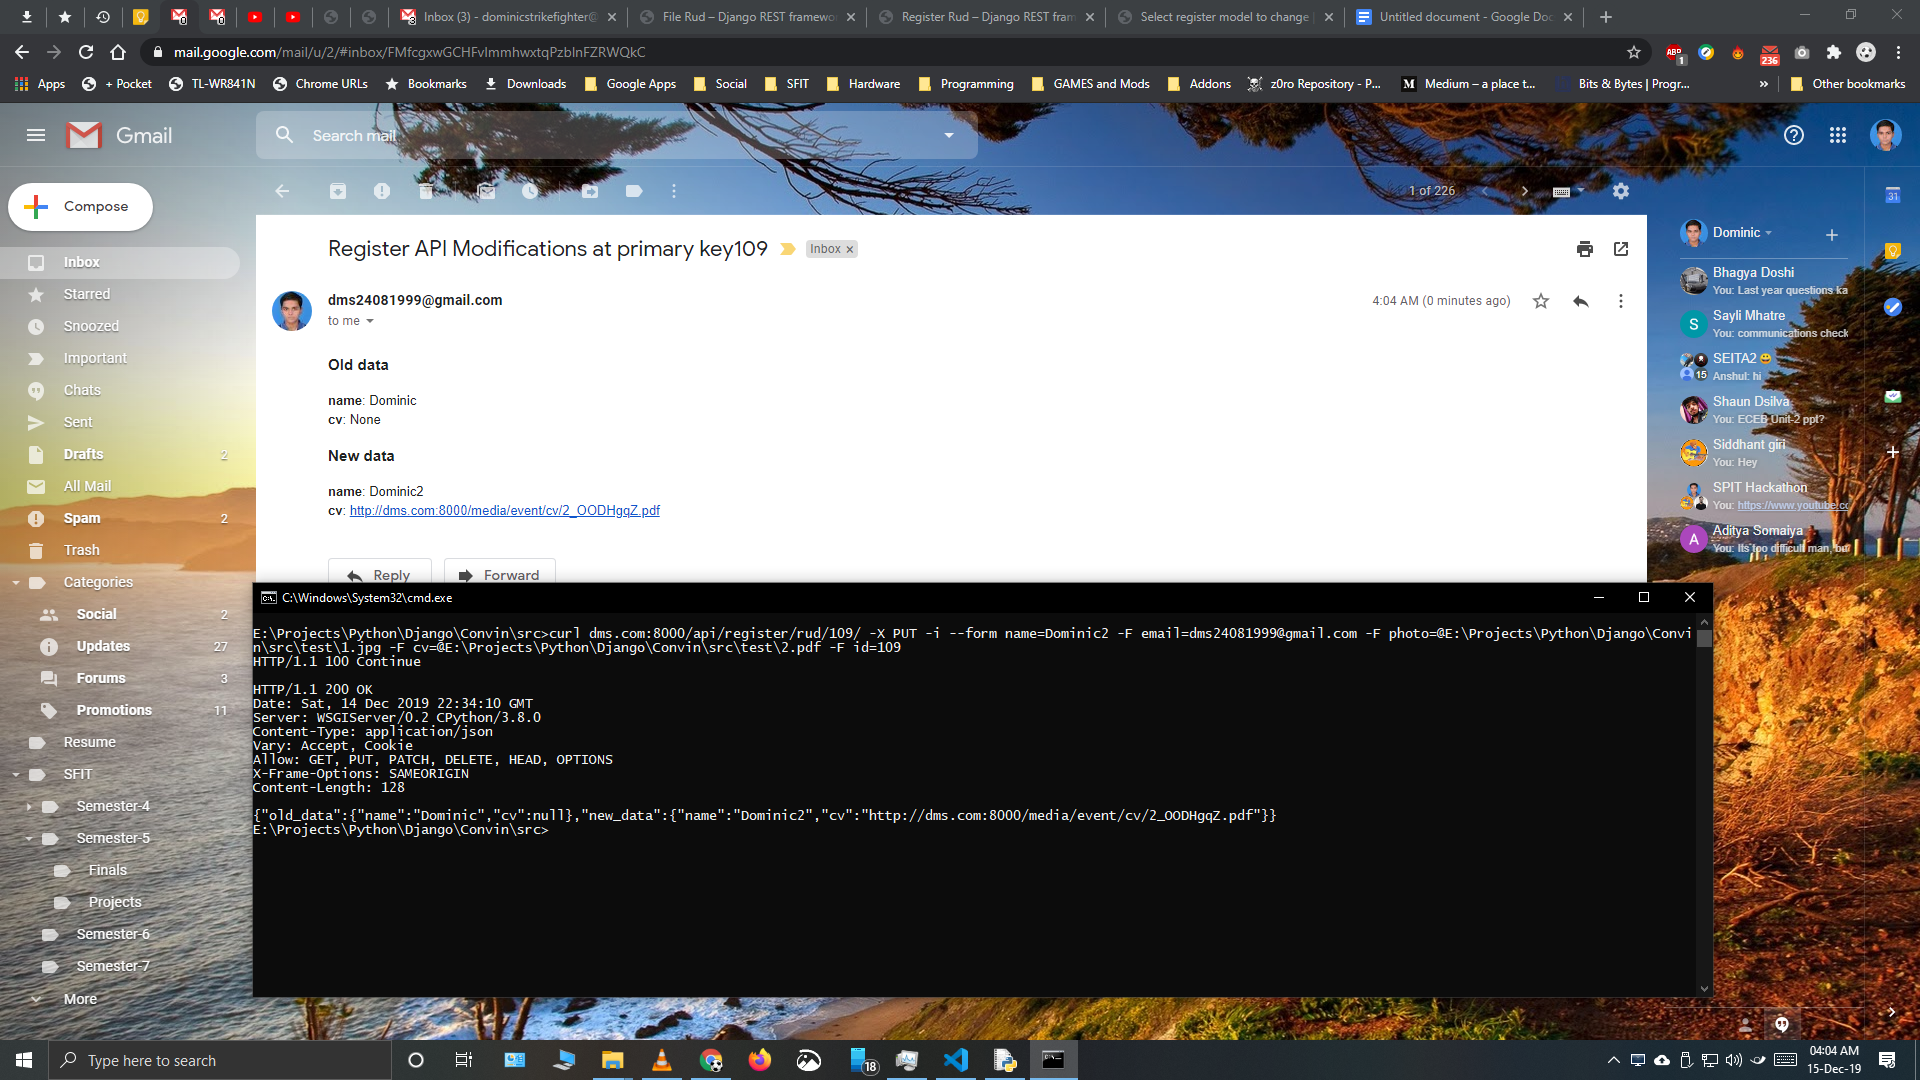 Inbox (3) - dominicstrikefighter@
File Rud – Django REST framewo
Register Rud – Django REST fram
Select register model to change |
Untitled document - Google Doc
mail.google.com/mail/u/2/#inbox/
Apps
+ Pocket
TL-WR841N
Chrome URLs
Bookmarks
Downloads
Google Apps
Social
SFIT
Hardware
Programming
GAMES and Mods
Addons
z0ro Repository - P...
Medium – a place t...
Bits & Bytes | Progr...
»
Other bookmarks
1
236
Gmail
Search mail
1 of 226
Compose
Inbox
Starred
Snoozed
Important
Chats
Sent
Drafts 2
All Mail
Spam 2
Trash
Categories
Social 2
Updates 27
Forums 3
Promotions 11
Resume
SFIT
Semester-4
Semester-5
Finals
Projects
Semester-6
Semester-7
More
Register API Modifications at primary key109
Inbox
dms24081999@gmail.com
4:04 AM (0 minutes ago)
to me
Old data
name: Dominic
cv: None
New data
name: Dominic2
cv: http://dms.com:8000/media/event/cv/2_OODHgqZ.pdf
Reply
Forward
Dominic
Bhagya Doshi
You: Last year questions ka
S
Sayli Mhatre
You: communications check
SEITA2 😀
15
Anshul: hi
Shaun Dsilva
You: ECEB Unit-2 ppt?
Siddhant giri
You: Hey
SPIT Hackathon
You: https://www.youtube.co
A
Aditya Somaiya
You: Its too difficult man, but
31
C:\Windows\System32\cmd.exe
E:\Projects\Python\Django\Convin\src>curl dms.com:8000/api/register/rud/109/ -X PUT -i --form name=Dominic2 -F email=dms24081999@gmail.com -F photo=@E:\Projects\Python\Django\Convi
n\src\test\1.jpg -F cv=@E:\Projects\Python\Django\Convin\src\test\2.pdf -F id=109
HTTP/1.1 100 Continue
HTTP/1.1 200 OK
Date: Sat, 14 Dec 2019 22:34:10 GMT
Server: WSGIServer/0.2 CPython/3.8.0
Content-Type: application/json
Vary: Accept, Cookie
Allow: GET, PUT, PATCH, DELETE, HEAD, OPTIONS
X-Frame-Options: SAMEORIGIN
Content-Length: 128
{"old_data":{"name":"Dominic","cv":null},"new_data":{"name":"Dominic2","cv":"http://dms.com:8000/media/event/cv/2_OODHgqZ.pdf"}}
E:\Projects\Python\Django\Convin\src>
Type here to search
18
04:04 AM
15-Dec-19